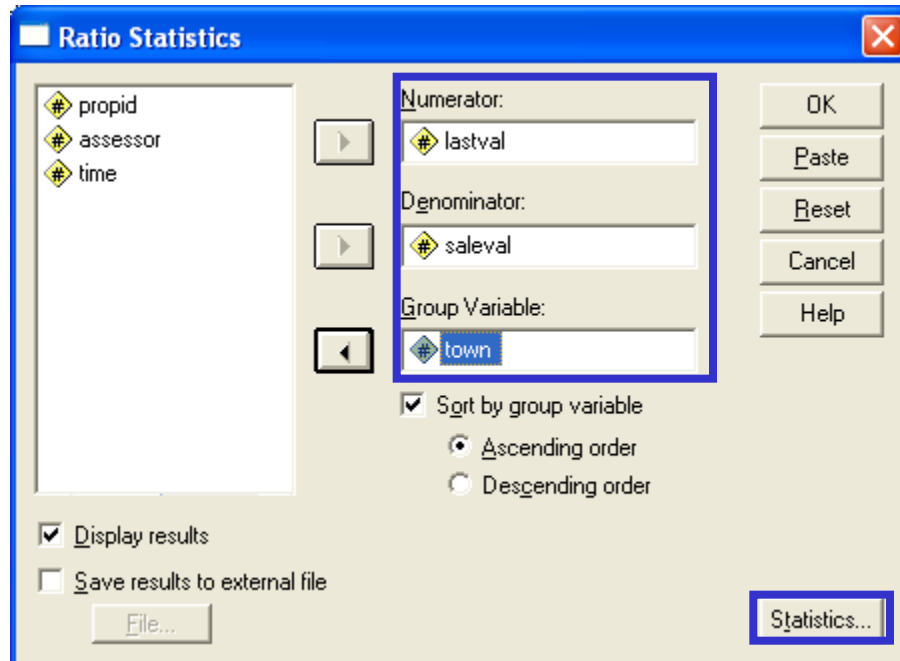 Ratio Statistics
# propid
# assessor
# time
Numerator:
# lastval
Denominator:
# saleval
Group Variable:
# town
Sort by group variable
Ascending order
Descending order
Display results
Save results to external file
File...
OK
Paste
Reset
Cancel
Help
Statistics...